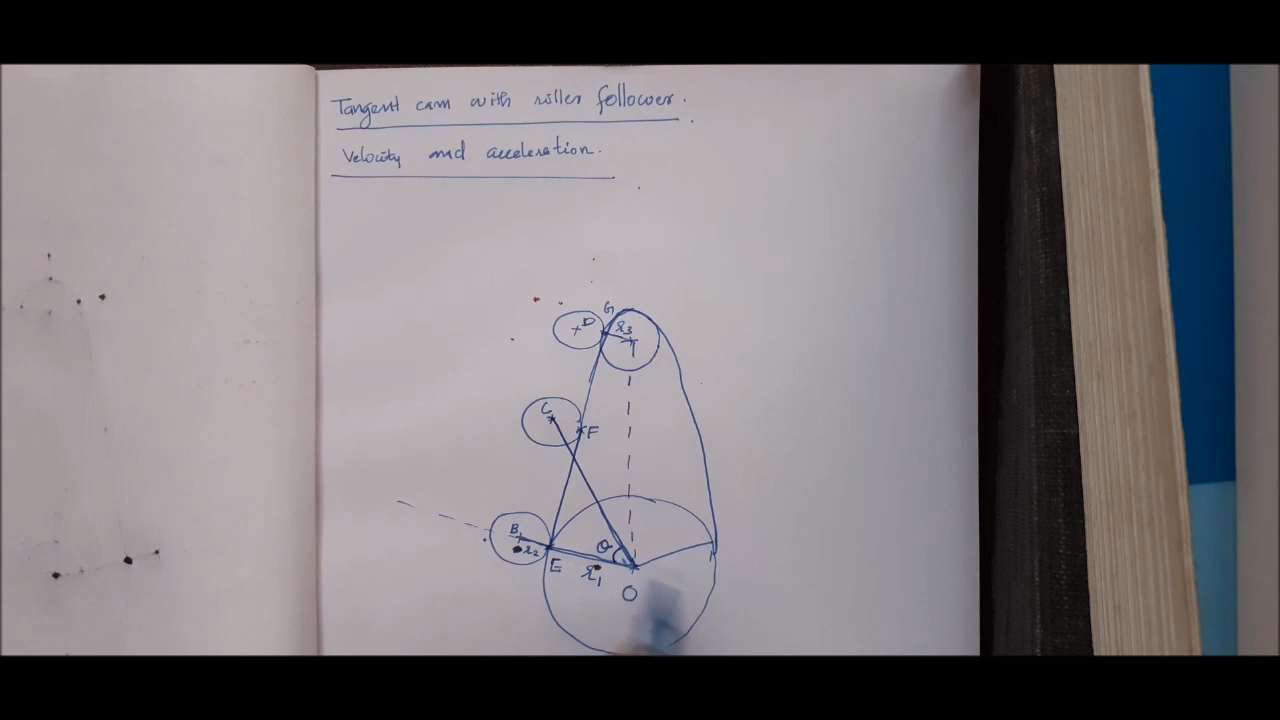 Tangent cam with roller follower.
Velocity and acceleration.
G
D
r3
C
F
B
r2
E
θ
r1
O